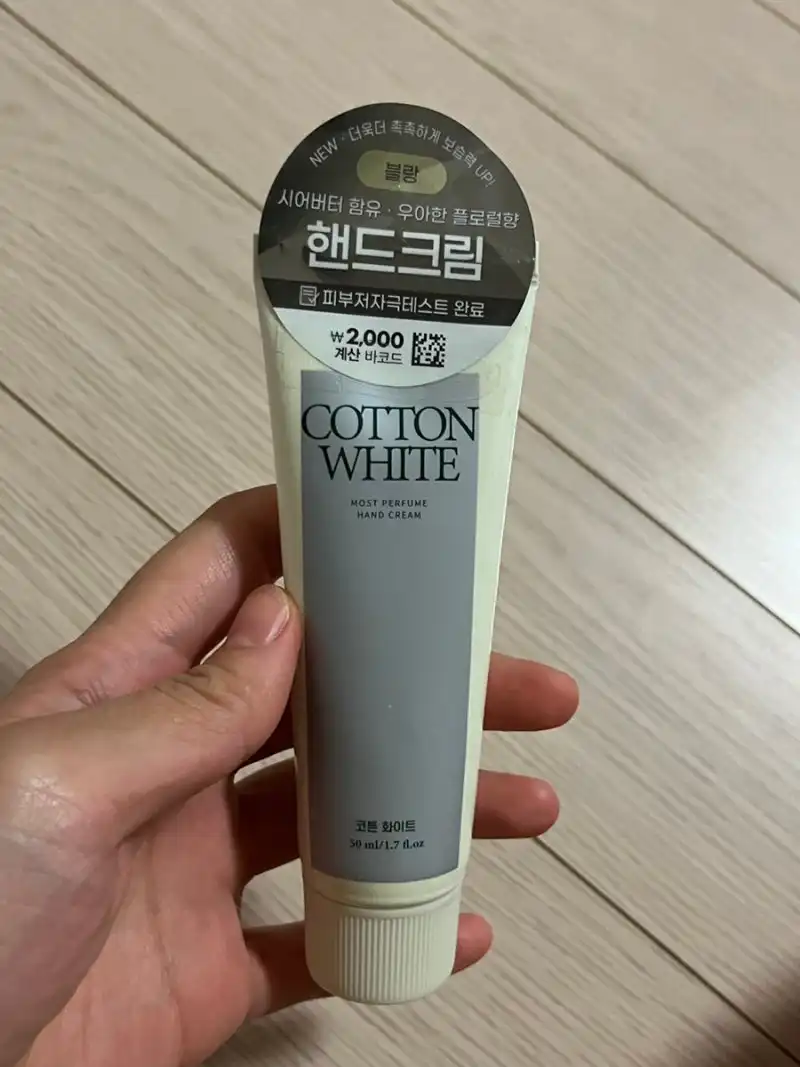 NEW · 더욱더 촉촉하게 보습력 UP!
블랑
시어버터 함유 · 우아한 플로럴향
핸드크림
피부저자극테스트 완료
₩2,000
계산 바코드
COTTON
WHITE
MOST PERFUME
HAND CREAM
코튼 화이트
50 ml/1.7 fl.oz